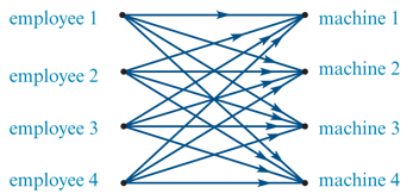 employee 1
machine 1
employee 2
machine 2
employee 3
machine 3
employee 4
machine 4